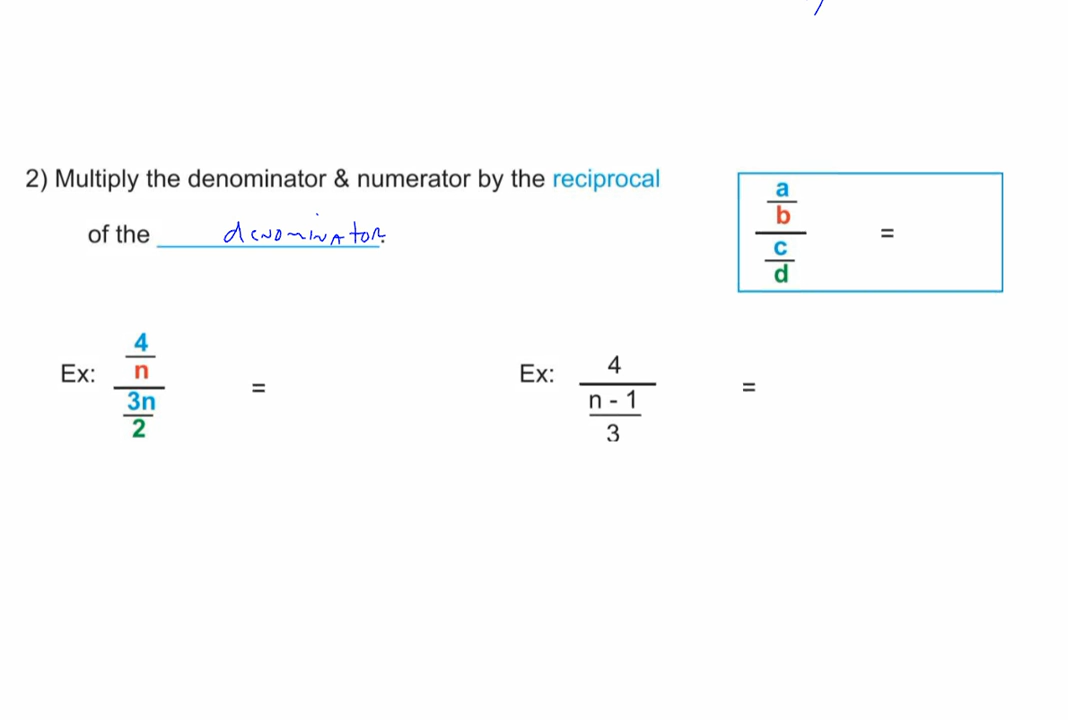 2) Multiply the denominator & numerator by the reciprocal
of the denominator.
a
b
c
d
=
Ex:
4
n
3n
2
=
Ex:
4
n - 1
3
=